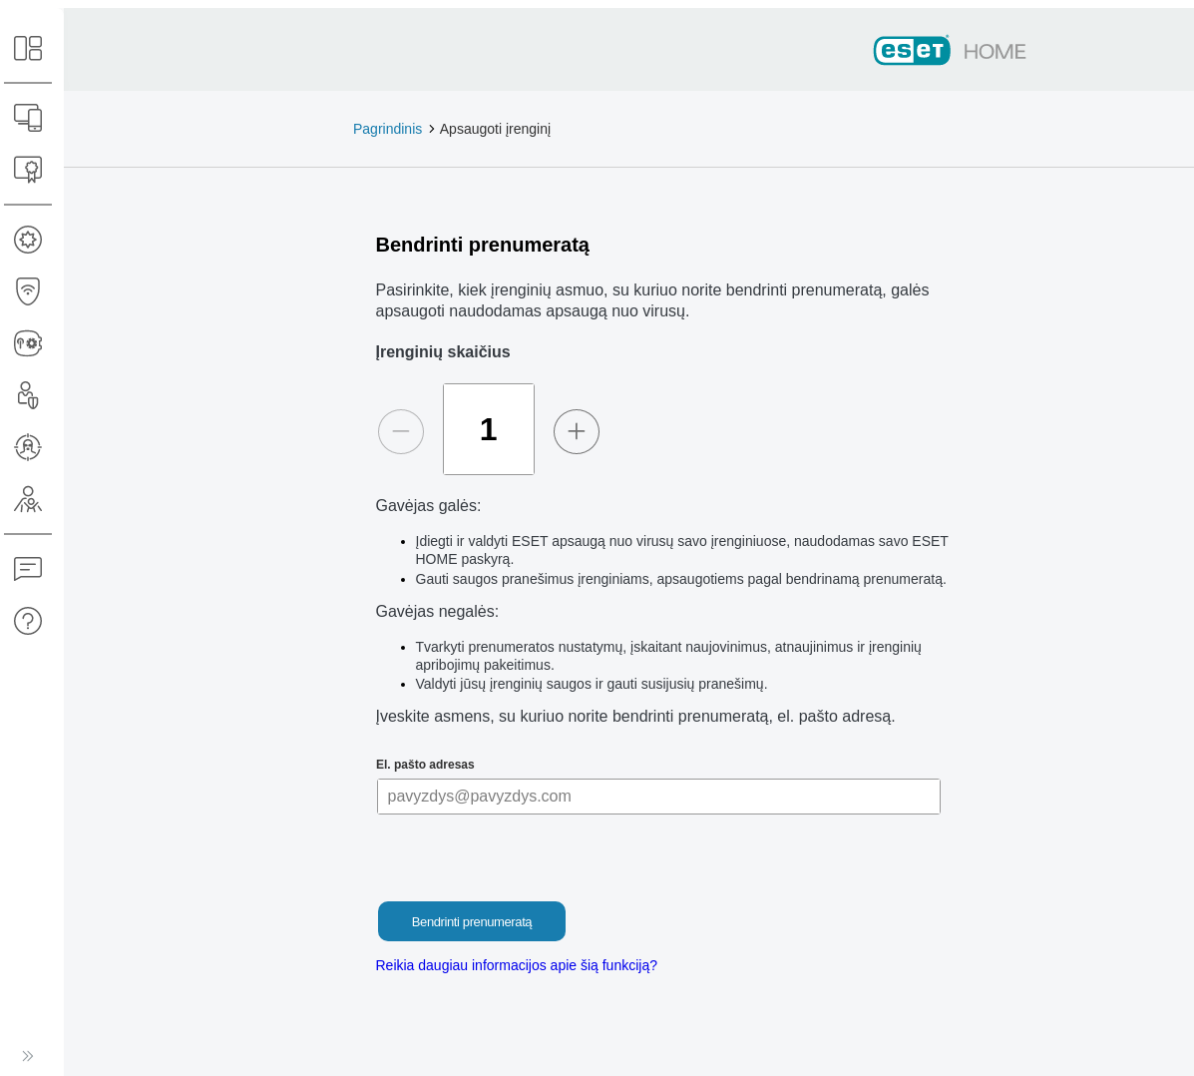 eset HOME
Pagrindinis > Apsaugoti įrenginį
Bendrinti prenumeratą
Pasirinkite, kiek įrenginių asmuo, su kuriuo norite bendrinti prenumeratą, galės
apsaugoti naudodamas apsaugą nuo virusų.
Įrenginių skaičius
1
Gavėjas galės:
• Įdiegti ir valdyti ESET apsaugą nuo virusų savo įrenginiuose, naudodamas savo ESET
HOME paskyrą.
• Gauti saugos pranešimus įrenginiams, apsaugotiems pagal bendrinamą prenumeratą.
Gavėjas negalės:
• Tvarkyti prenumeratos nustatymų, įskaitant naujovinimus, atnaujinimus ir įrenginių
apribojimų pakeitimus.
• Valdyti jūsų įrenginių saugos ir gauti susijusių pranešimų.
Įveskite asmens, su kuriuo norite bendrinti prenumeratą, el. pašto adresą.
El. pašto adresas
pavyzdys@pavyzdys.com
Bendrinti prenumeratą
Reikia daugiau informacijos apie šią funkciją?